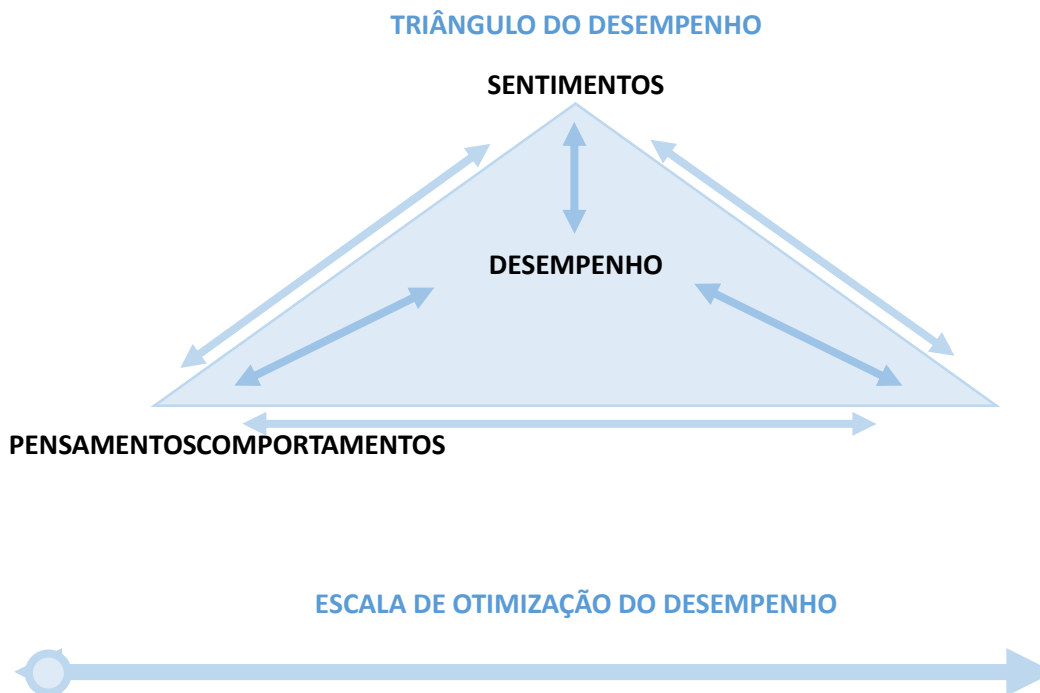 TRIÂNGULO DO DESEMPENHO
SENTIMENTOS
DESEMPENHO
PENSAMENTOSCOMPORTAMENTOS
ESCALA DE OTIMIZAÇÃO DO DESEMPENHO